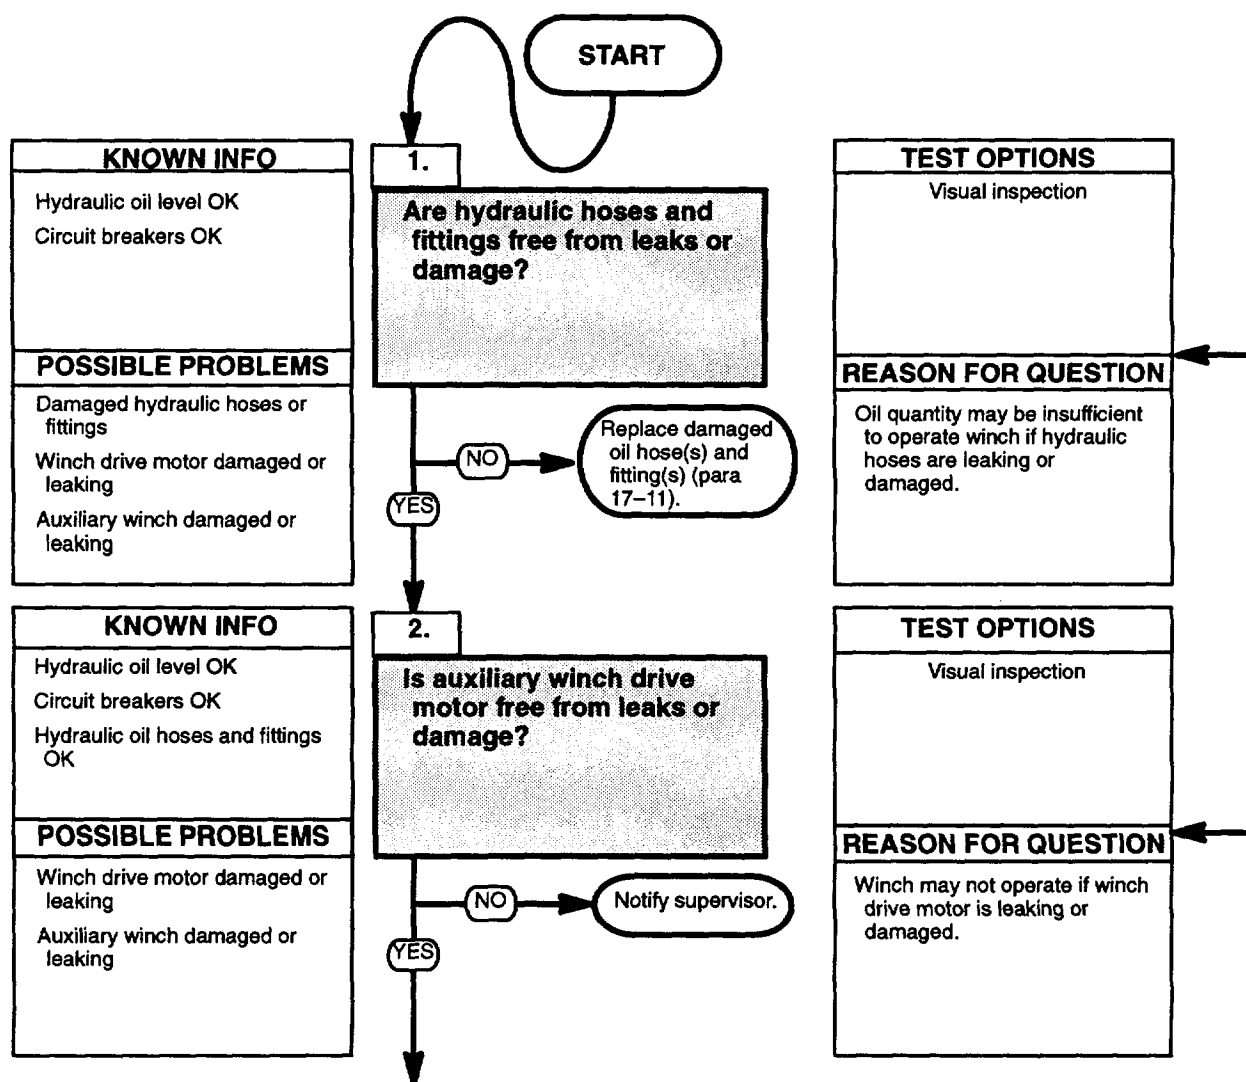 START
KNOWN INFO
Hydraulic oil level OK
Circuit breakers OK
POSSIBLE PROBLEMS
Damaged hydraulic hoses or
fittings
Winch drive motor damaged or
leaking
Auxiliary winch damaged or
leaking
1.
Are hydraulic hoses and
fittings free from leaks or
damage?
NO
Replace damaged
oil hose(s) and
fitting(s) (para
17–11).
YES
TEST OPTIONS
Visual inspection
REASON FOR QUESTION
Oil quantity may be insufficient
to operate winch if hydraulic
hoses are leaking or
damaged.
KNOWN INFO
Hydraulic oil level OK
Circuit breakers OK
Hydraulic oil hoses and fittings
OK
POSSIBLE PROBLEMS
Winch drive motor damaged or
leaking
Auxiliary winch damaged or
leaking
2.
Is auxiliary winch drive
motor free from leaks or
damage?
NO
Notify supervisor.
YES
TEST OPTIONS
Visual inspection
REASON FOR QUESTION
Winch may not operate if winch
drive motor is leaking or
damaged.